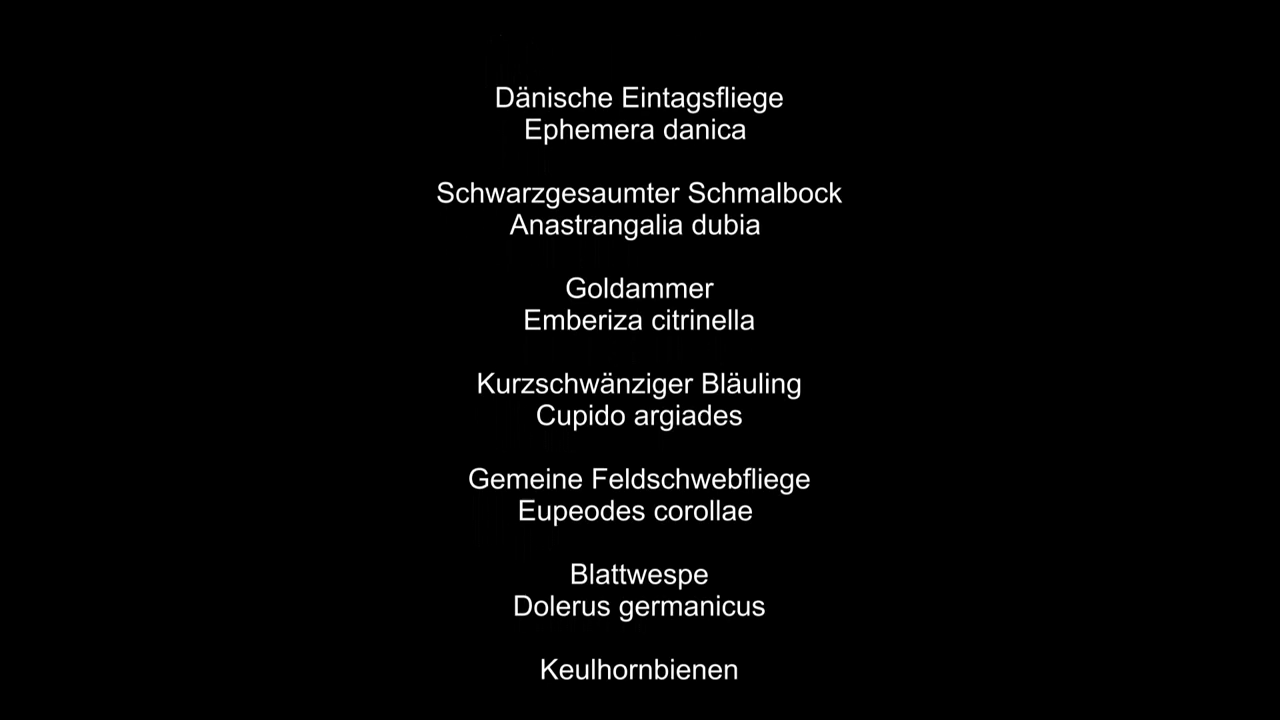 Dänische Eintagsfliege
Ephemera danica
Schwarzgesaumter Schmalbock
Anastrangalia dubia
Goldammer
Emberiza citrinella
Kurzschwänziger Bläuling
Cupido argiades
Gemeine Feldschwebfliege
Eupeodes corollae
Blattwespe
Dolerus germanicus
Keulhornbienen